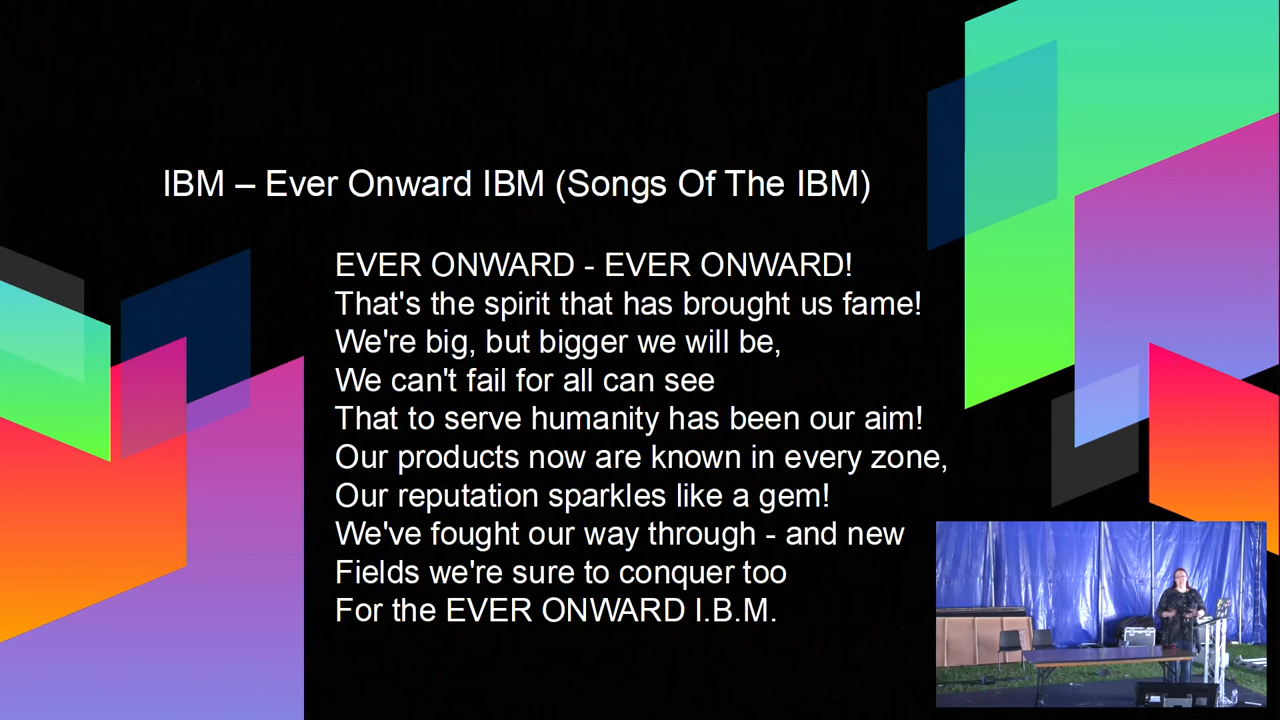 IBM – Ever Onward IBM (Songs Of The IBM)
EVER ONWARD - EVER ONWARD!
That's the spirit that has brought us fame!
We're big, but bigger we will be,
We can't fail for all can see
That to serve humanity has been our aim!
Our products now are known in every zone,
Our reputation sparkles like a gem!
We've fought our way through - and new
Fields we're sure to conquer too
For the EVER ONWARD I.B.M.